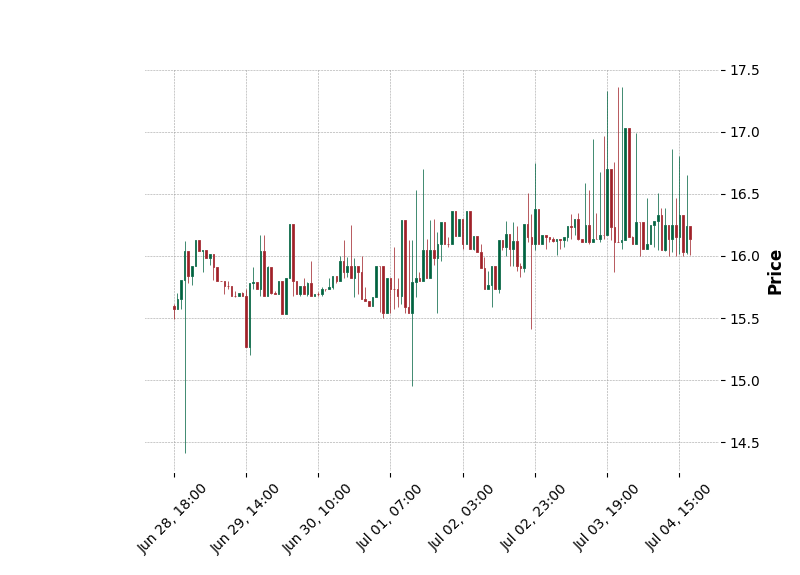 17.5
17.0
16.5
16.0
15.5
15.0
14.5
Price
Jun 28, 18:00
Jun 29, 14:00
Jun 30, 10:00
Jul 01, 07:00
Jul 02, 03:00
Jul 02, 23:00
Jul 03, 19:00
Jul 04, 15:00